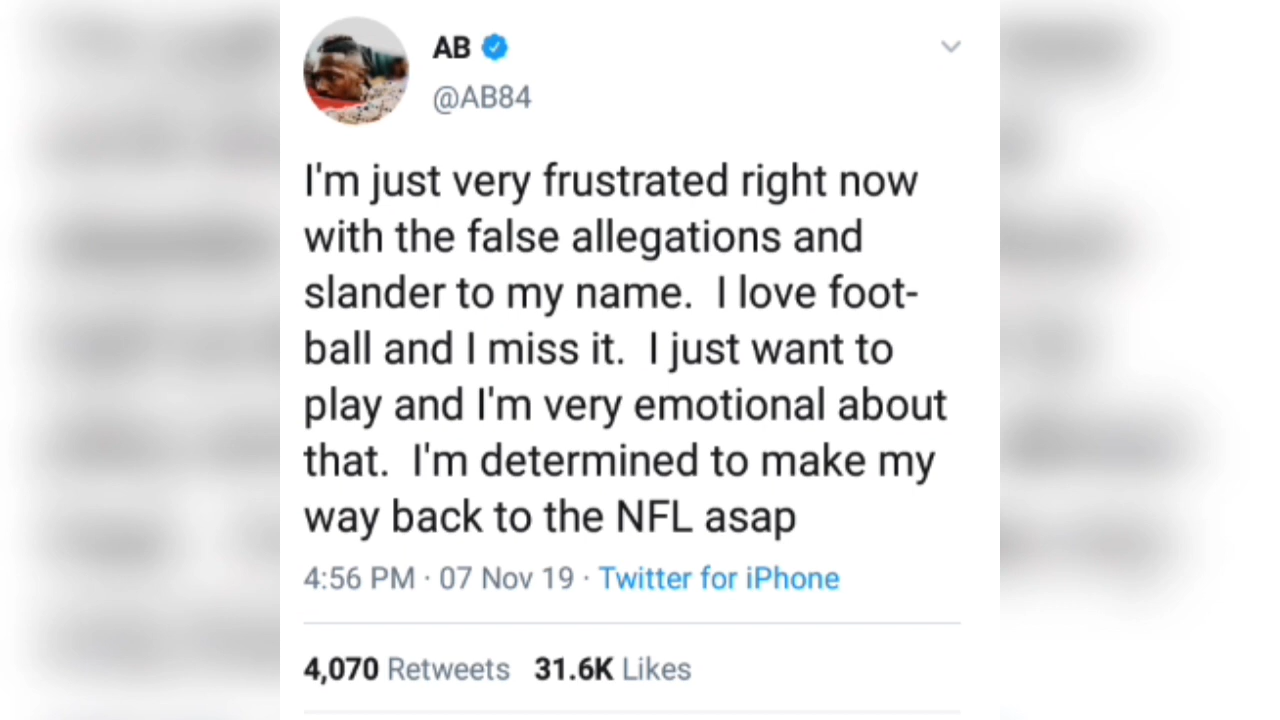 AB
@AB84
I'm just very frustrated right now
with the false allegations and
slander to my name.  I love foot-
ball and I miss it.  I just want to
play and I'm very emotional about
that.  I'm determined to make my
way back to the NFL asap
4:56 PM · 07 Nov 19 · Twitter for iPhone
4,070 Retweets 31.6K Likes